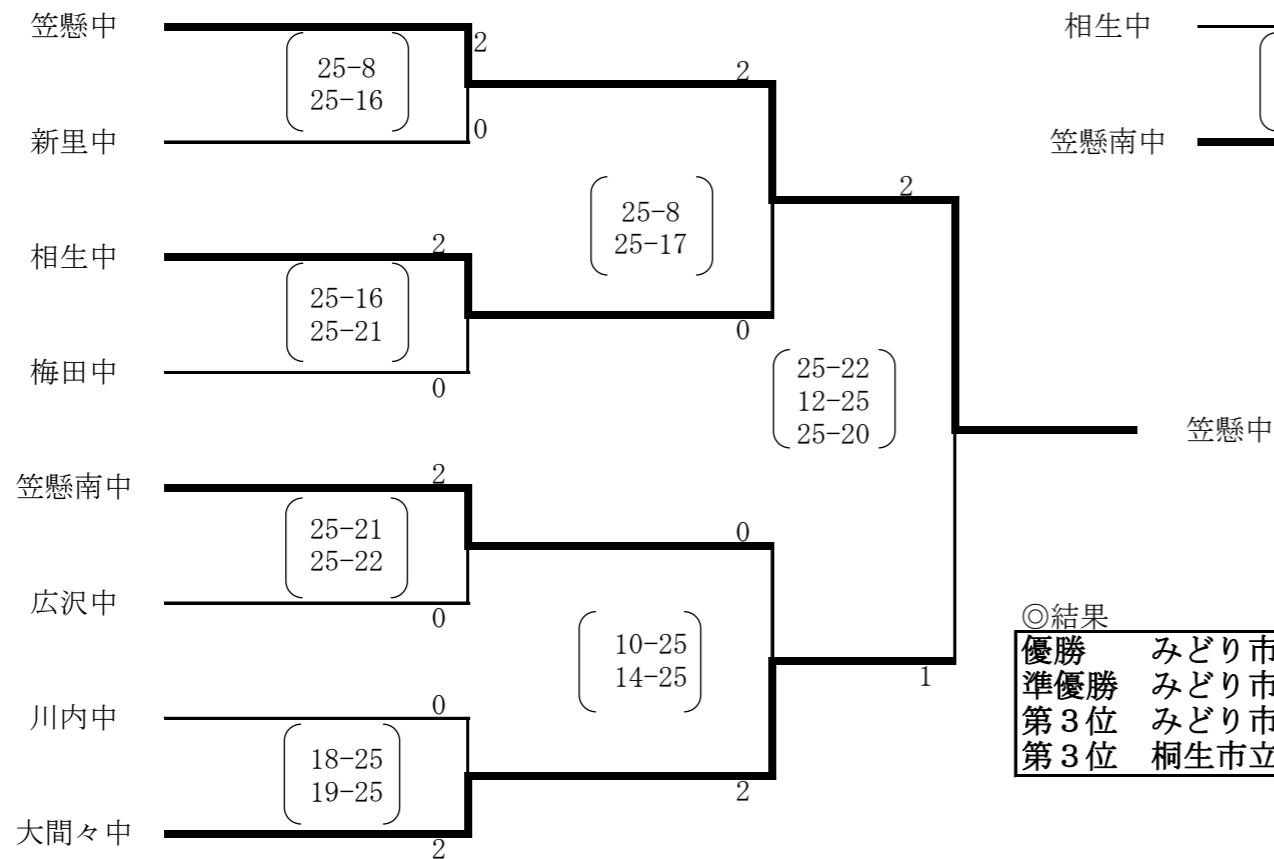 笠懸中
2
25-8
25-16
新里中
0
2
相生中
2
25-16
25-21
梅田中
0
25-8
25-17
0
2
笠懸南中
2
25-21
25-22
広沢中
0
0
川内中
0
18-25
19-25
大間々中
2
10-25
14-25
2
1
25-22
12-25
25-20
笠懸中
相生中
笠懸南中
◎結果
優勝 みどり市
準優勝 みどり市
第3位 みどり市
第3位 桐生市立